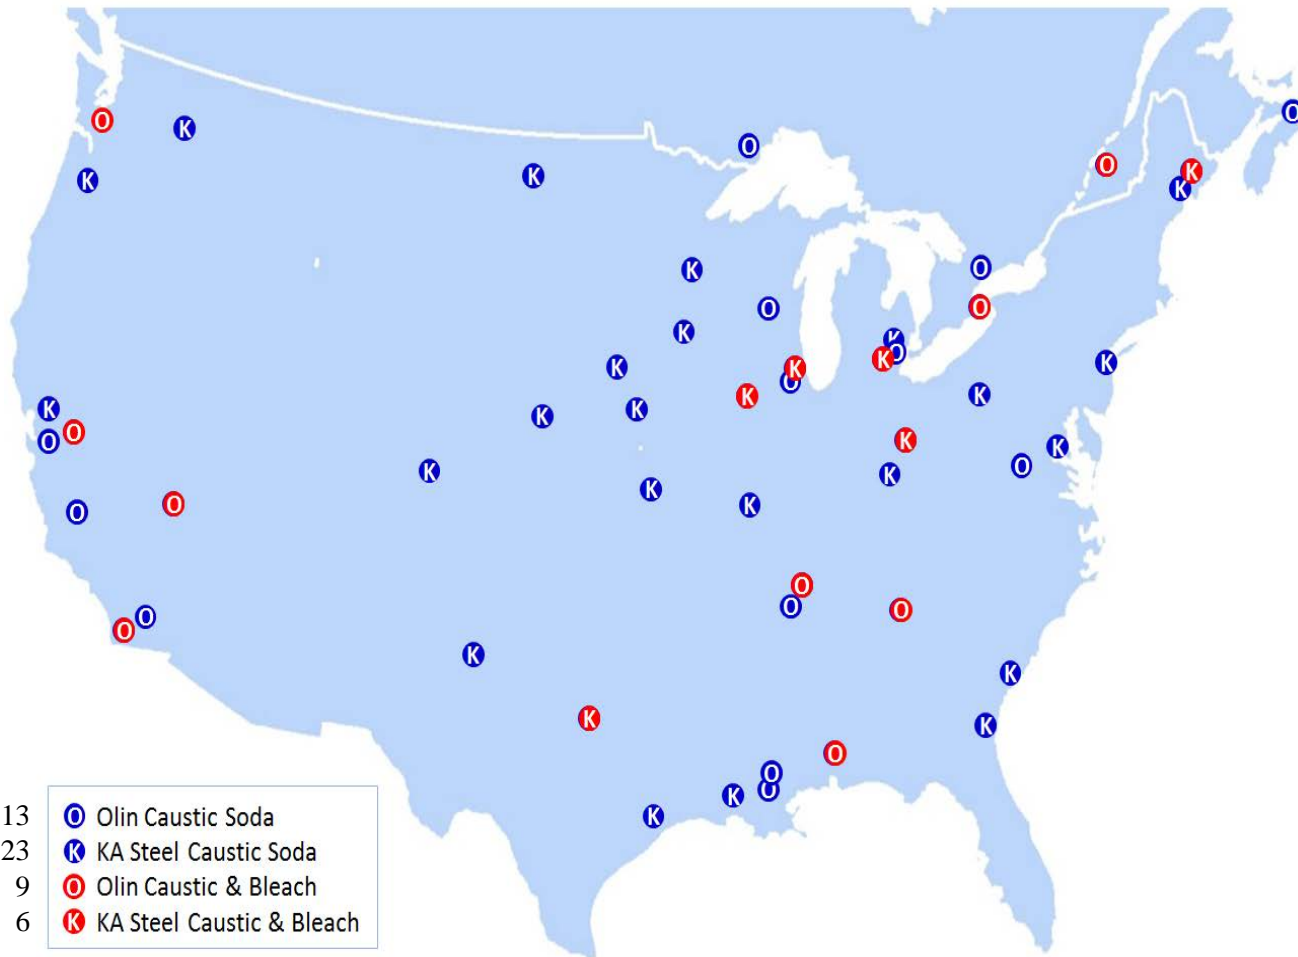 O
O
K
O
K
O
K
K
K
O
K
O
O
K
K
O
K
K
K
O
K
K
O
K
K
K
K
K
K
O
K
O
K
O
K
K
O
K
K
O
O
O
O
O
O
O
K
K
K
K
O
O
K
O
K
13 O Olin Caustic Soda
23 K KA Steel Caustic Soda
9 O Olin Caustic & Bleach
6 K KA Steel Caustic & Bleach